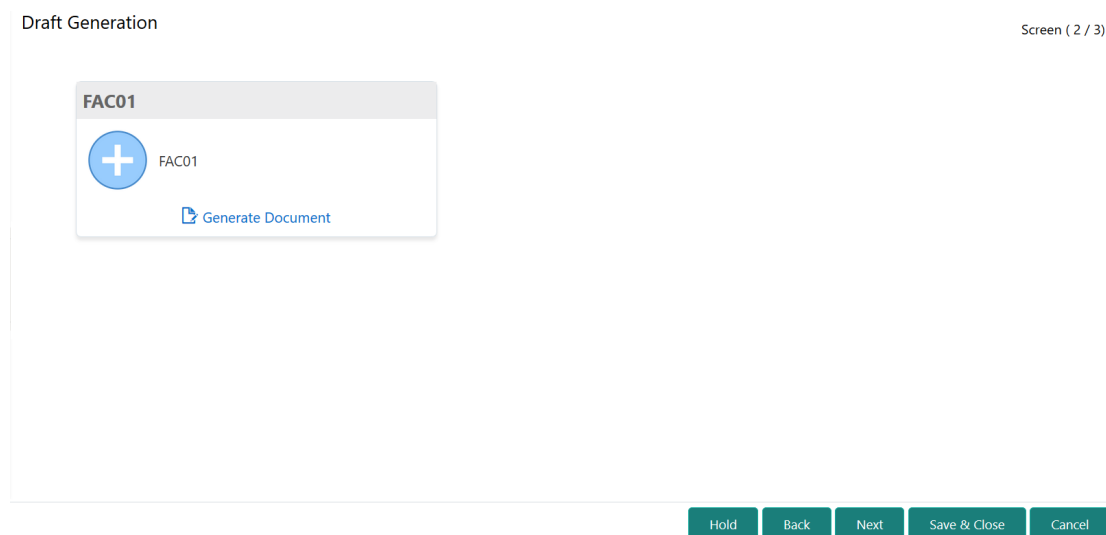 Draft Generation
Screen ( 2 / 3)
FAC01
FAC01
Generate Document
Hold Back Next Save & Close Cancel